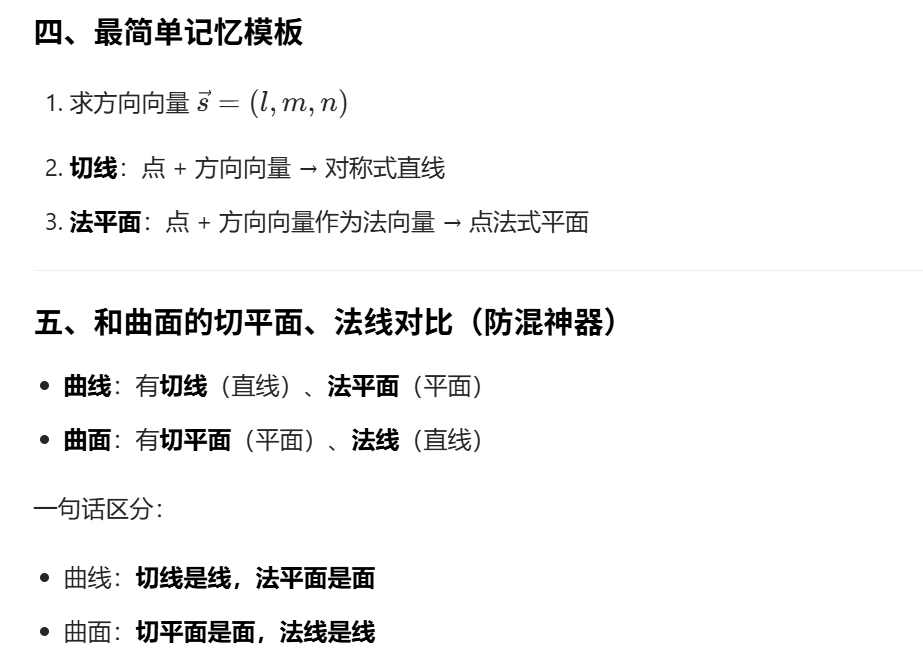 四、最简单记忆模板
1. 求方向向量 $\vec{s} = (l, m, n)$
2. 切线：点 + 方向向量 → 对称式直线
3. 法平面：点 + 方向向量作为法向量 → 点法式平面
五、和曲面的切平面、法线对比（防混神器）
• 曲线：有切线（直线）、法平面（平面）
• 曲面：有切平面（平面）、法线（直线）
一句话区分：
• 曲线：切线是线，法平面是面
• 曲面：切平面是面，法线是线